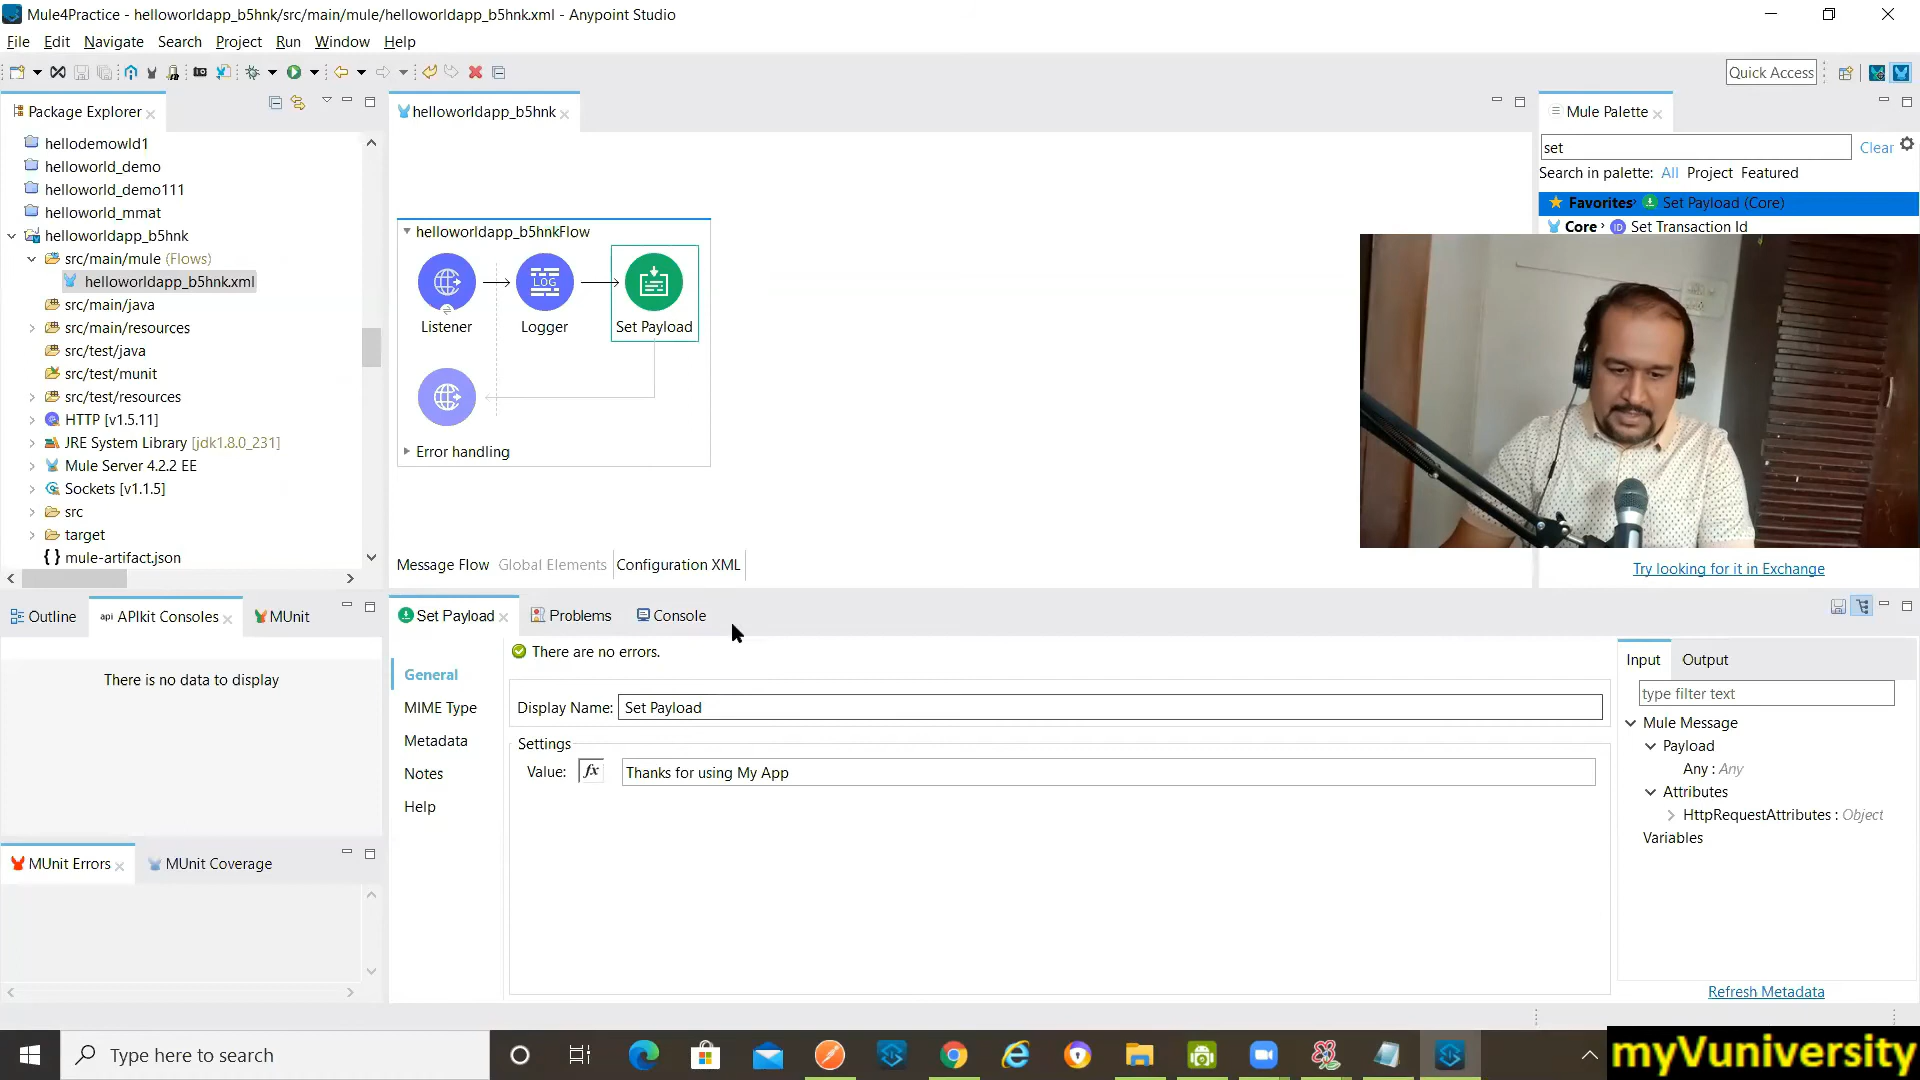 Mule4Practice - helloworldapp_b5hnk/src/main/mule/helloworldapp_b5hnk.xml - Anypoint Studio
File Edit Navigate Search Project Run Window Help
Quick Access
Package Explorer
hellodemowld1
helloworld_demo
helloworld_demo111
helloworld_mmat
helloworldapp_b5hnk
src/main/mule (Flows)
helloworldapp_b5hnk.xml
src/main/java
src/main/resources
src/test/java
src/test/munit
src/test/resources
HTTP [v1.5.11]
JRE System Library [jdk1.8.0_231]
Mule Server 4.2.2 EE
Sockets [v1.1.5]
src
target
mule-artifact.json
helloworldapp_b5hnk
helloworldapp_b5hnkFlow
LOG
Listener Logger Set Payload
Error handling
Message Flow Global Elements Configuration XML
Mule Palette
set
Clear
Search in palette: All Project Featured
Favorites Set Payload (Core)
Core ID Set Transaction Id
Try looking for it in Exchange
Outline api APIkit Consoles MUnit
There is no data to display
MUnit Errors MUnit Coverage
Set Payload Problems Console
There are no errors.
General
MIME Type
Metadata
Notes
Help
Display Name: Set Payload
Settings
Value: fx Thanks for using My App
Input Output
type filter text
Mule Message
Payload
Any : Any
Attributes
HttpRequestAttributes : Object
Variables
Refresh Metadata
Type here to search
myVuniversity